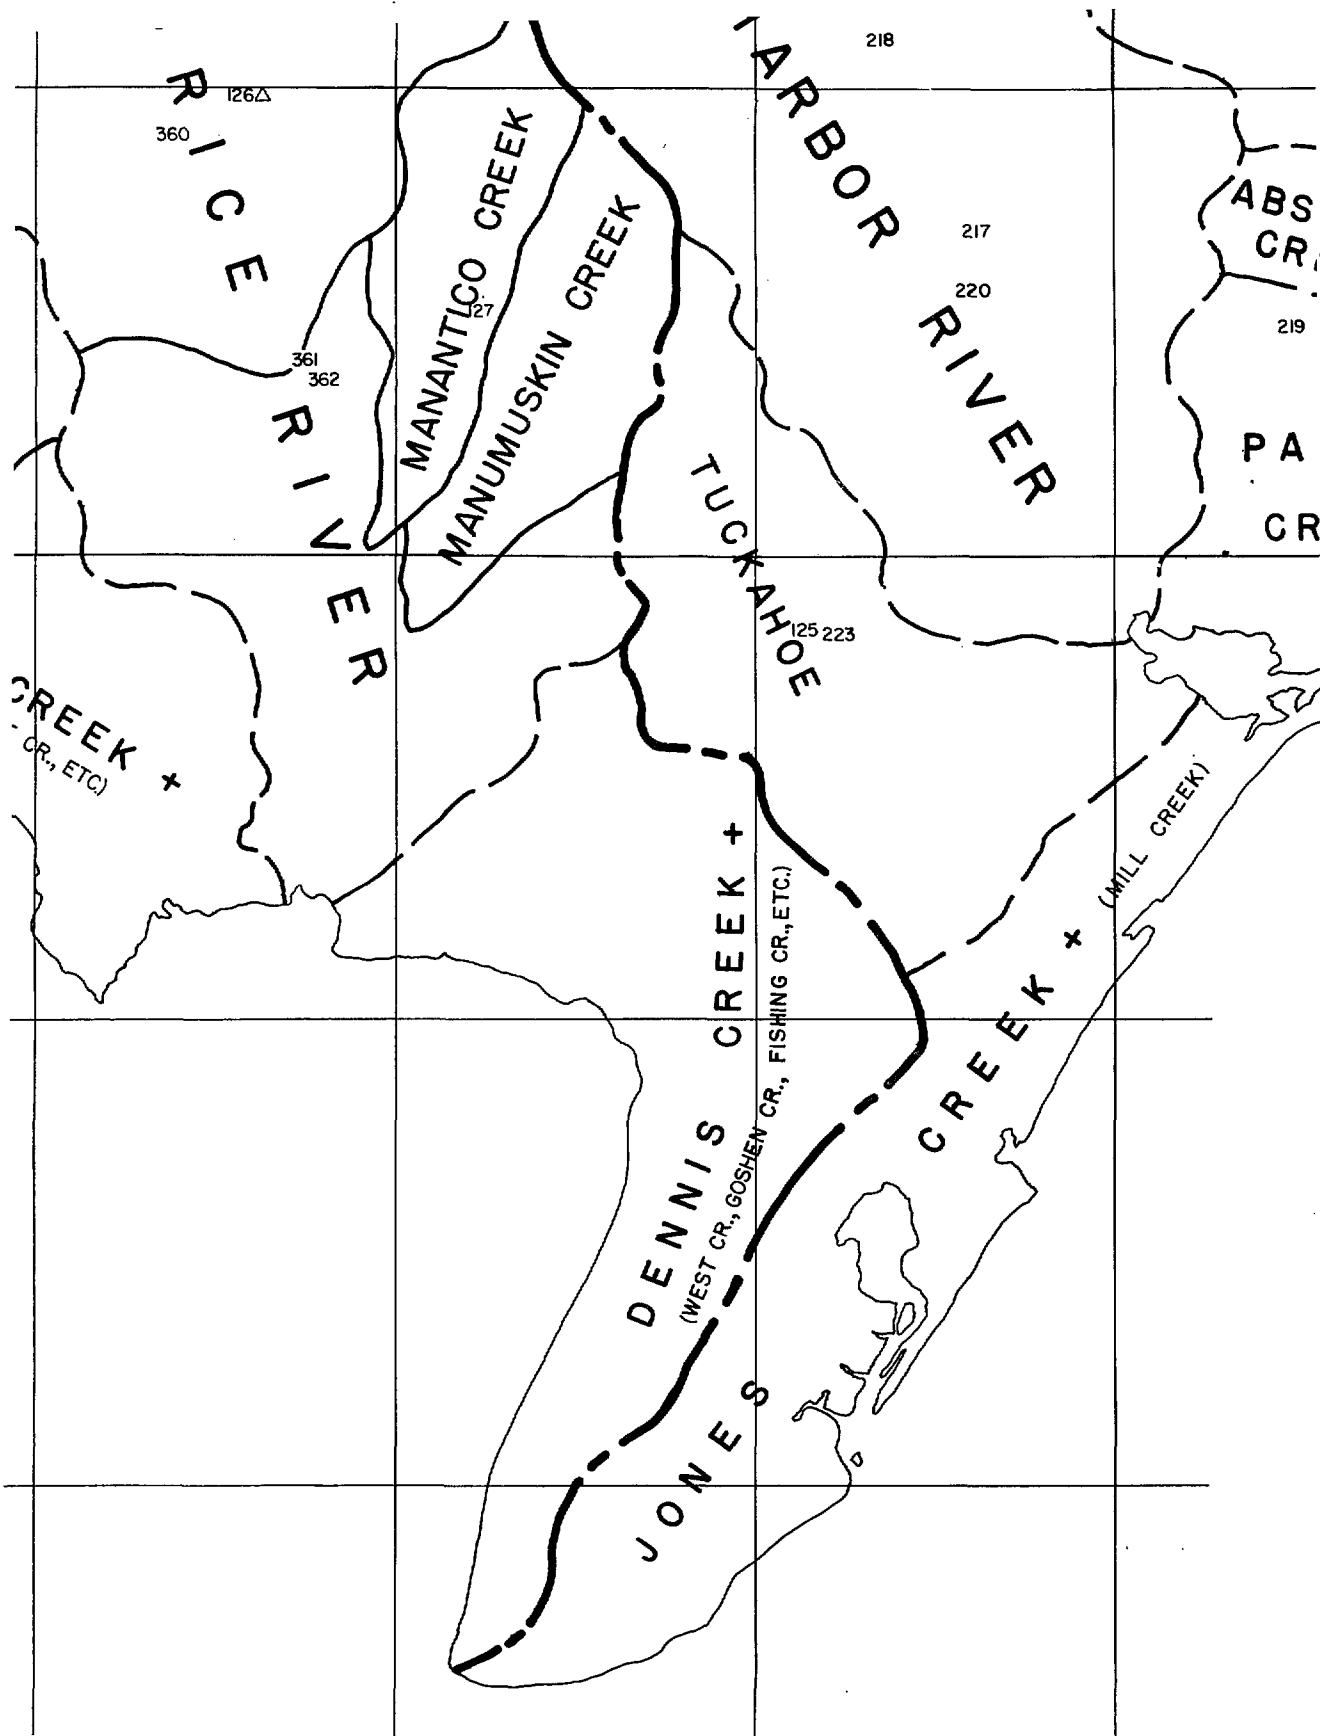 218
ARBOR RIVER
126△
360
RICE RIVER
MANANTICO CREEK
127
MANUMUSKIN CREEK
217
220
ABS
CR
219
361
362
PA
CR
TUCKAHOE
125 223
CREEK +
CR., ETC.)
(MILL CREEK)
DENNIS CREEK +
(WEST CR., GOSHEN CR., FISHING CR., ETC.)
JONES CREEK +